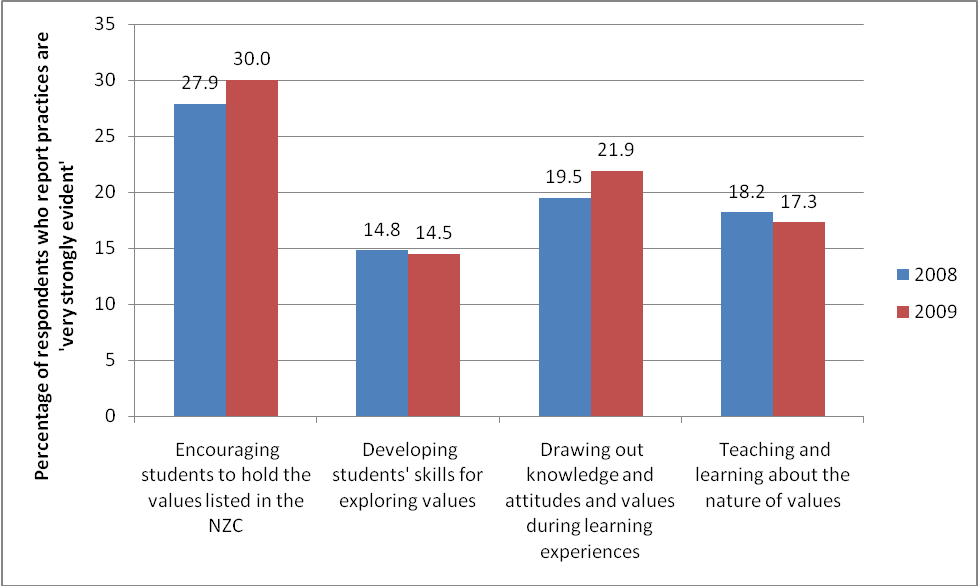 Percentage of respondents who report practices are
'very strongly evident'
35
30
25
20
15
10
5
0
27.9
30.0
14.8
14.5
19.5
21.9
18.2
17.3
Encouraging
students to hold the
values listed in the
NZC
Developing
students' skills for
exploring values
Drawing out
knowledge and
attitudes and values
during learning
experiences
Teaching and
learning about the
nature of values
2008
2009